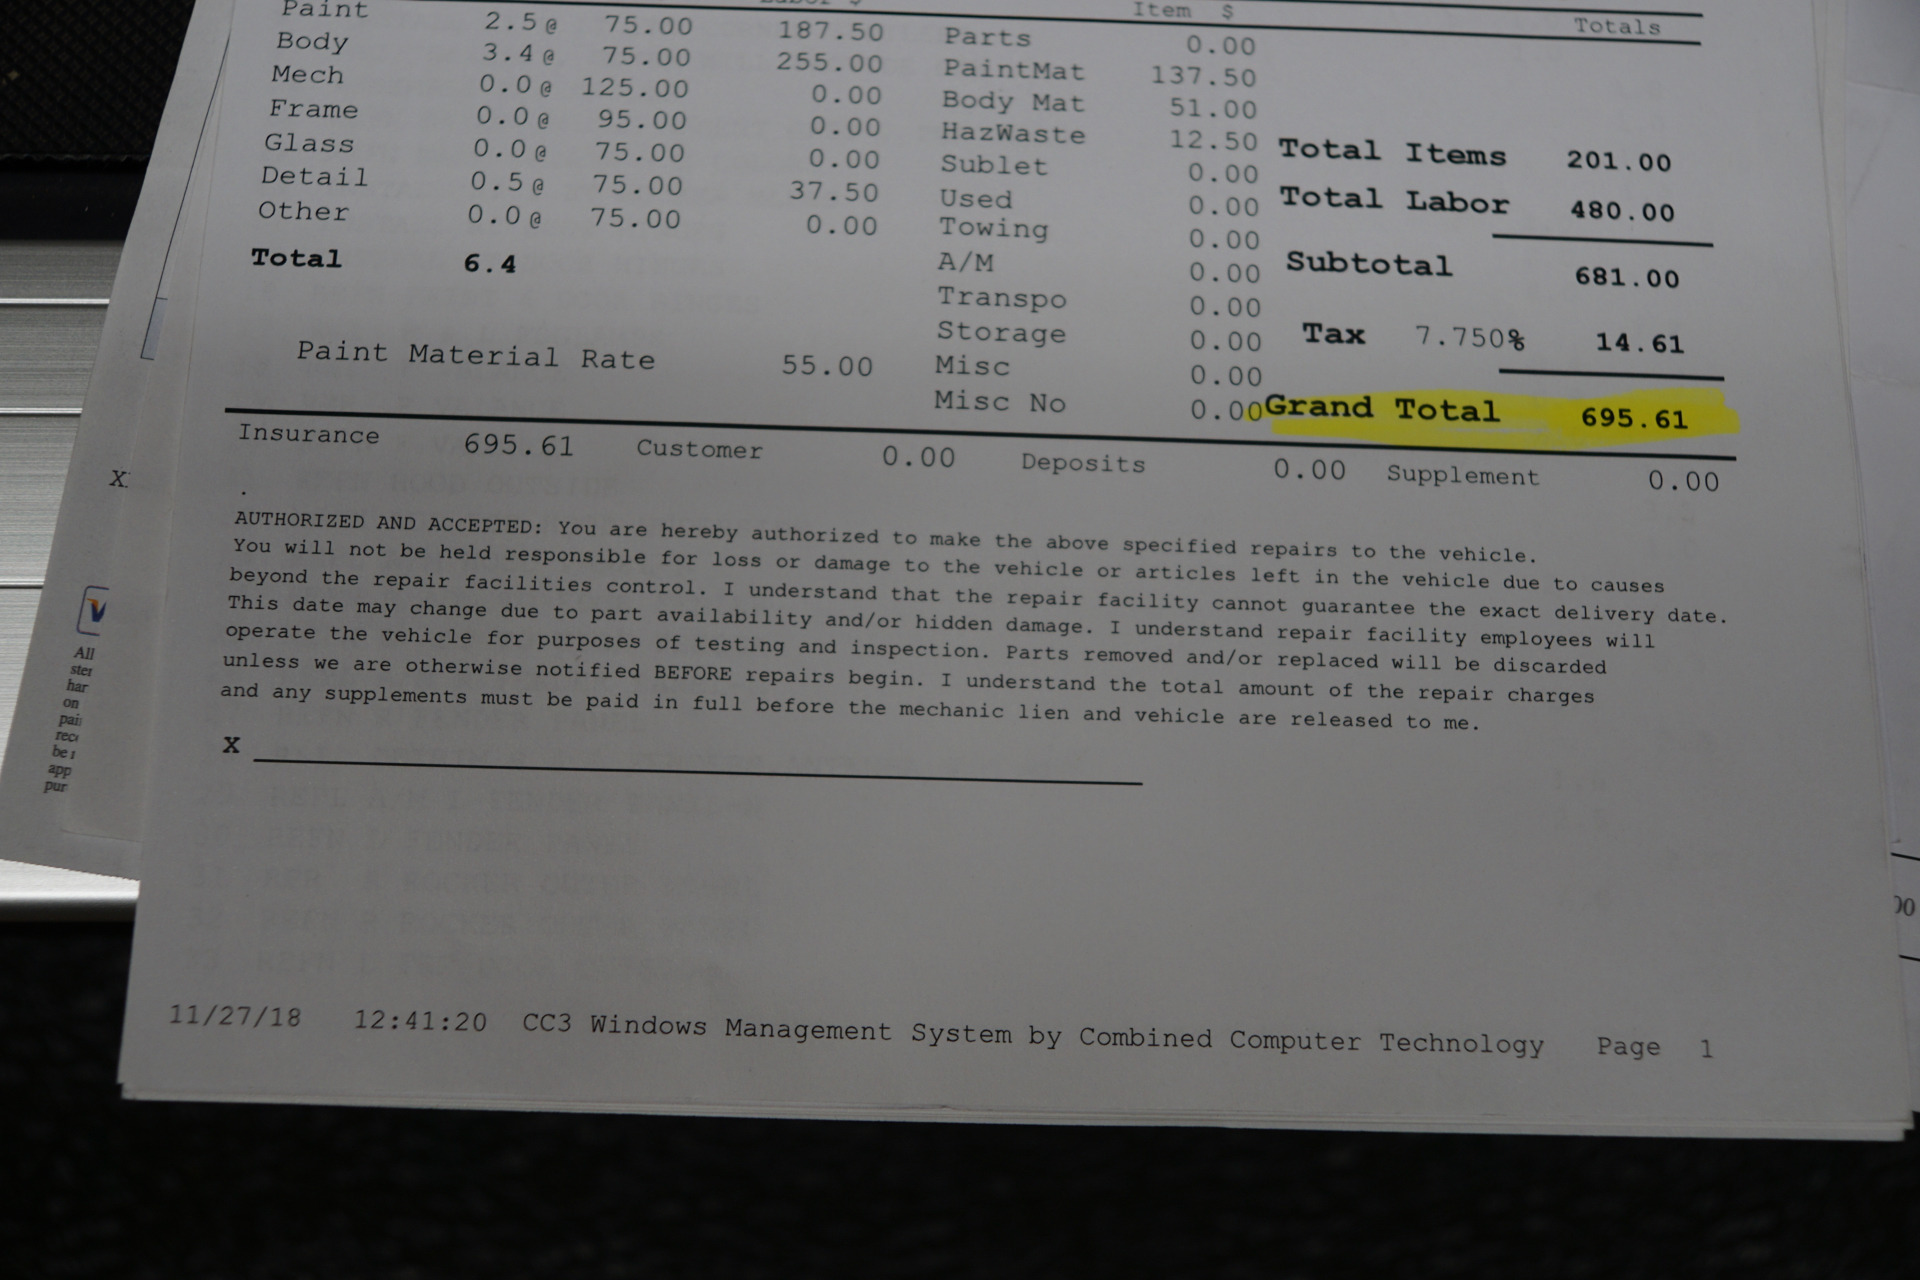 Item $ Totals
Paint 2.5@ 75.00 187.50 Parts 0.00
Body 3.4@ 75.00 255.00 PaintMat 137.50
Mech 0.0@ 125.00 0.00 Body Mat 51.00
Frame 0.0@ 95.00 0.00 HazWaste 12.50 Total Items 201.00
Glass 0.0@ 75.00 0.00 Sublet 0.00
Detail 0.5@ 75.00 37.50 Used 0.00 Total Labor 480.00
Other 0.0@ 75.00 0.00 Towing 0.00
Total 6.4 A/M 0.00 Subtotal 681.00
Transpo 0.00
Storage 0.00 Tax 7.750% 14.61
Paint Material Rate 55.00 Misc 0.00
Misc No 0.00 Grand Total 695.61
Insurance 695.61 Customer 0.00 Deposits 0.00 Supplement 0.00
.
AUTHORIZED AND ACCEPTED: You are hereby authorized to make the above specified repairs to the vehicle.
You will not be held responsible for loss or damage to the vehicle or articles left in the vehicle due to causes
beyond the repair facilities control. I understand that the repair facility cannot guarantee the exact delivery date.
This date may change due to part availability and/or hidden damage. I understand repair facility employees will
operate the vehicle for purposes of testing and inspection. Parts removed and/or replaced will be discarded
unless we are otherwise notified BEFORE repairs begin. I understand the total amount of the repair charges
and any supplements must be paid in full before the mechanic lien and vehicle are released to me.
X
11/27/18 12:41:20 CC3 Windows Management System by Combined Computer Technology Page 1
X
All
ster
har
on
pai
rece
be
app
pur